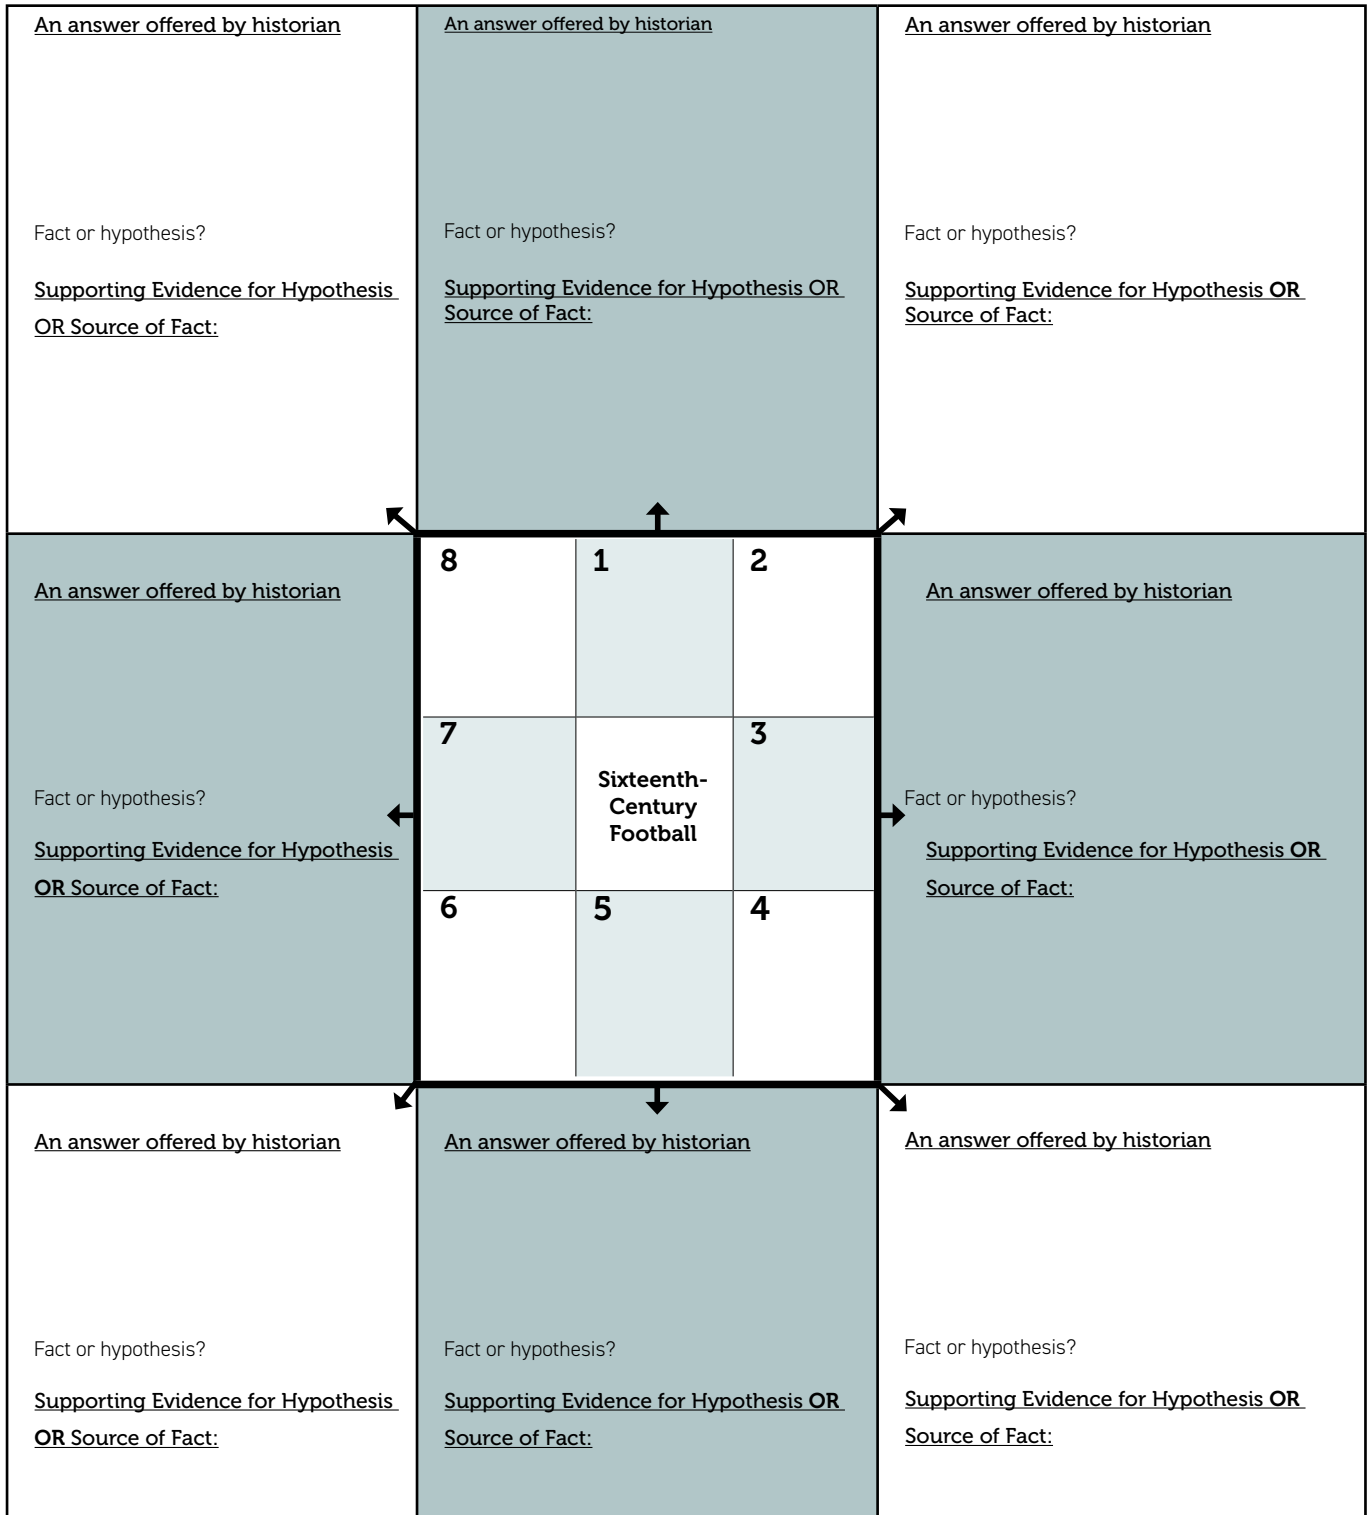 An answer offered by historian
Fact or hypothesis?
Supporting Evidence for Hypothesis
OR Source of Fact:
An answer offered by historian
Fact or hypothesis?
Supporting Evidence for Hypothesis OR
Source of Fact:
An answer offered by historian
Fact or hypothesis?
Supporting Evidence for Hypothesis OR
Source of Fact:
An answer offered by historian
Fact or hypothesis?
Supporting Evidence for Hypothesis
OR Source of Fact:
8
1
2
7
Sixteenth-
Century
Football
3
6
5
4
An answer offered by historian
Fact or hypothesis?
Supporting Evidence for Hypothesis OR
Source of Fact:
An answer offered by historian
Fact or hypothesis?
Supporting Evidence for Hypothesis
OR Source of Fact:
An answer offered by historian
Fact or hypothesis?
Supporting Evidence for Hypothesis OR
Source of Fact:
An answer offered by historian
Fact or hypothesis?
Supporting Evidence for Hypothesis OR
Source of Fact: